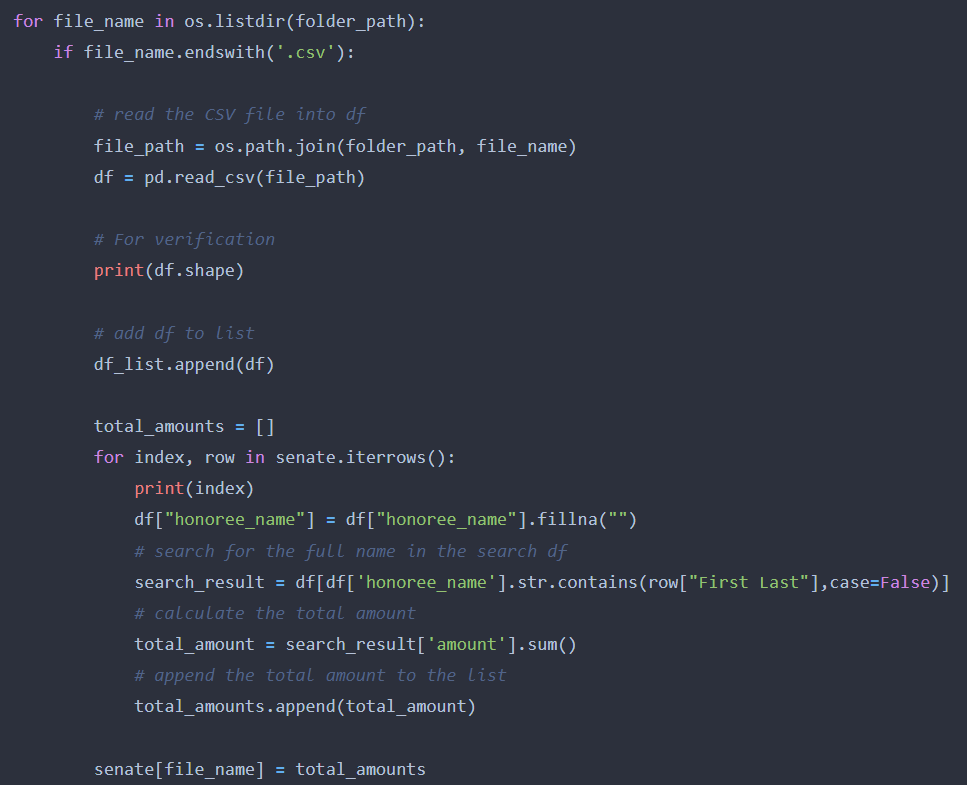 for file_name in os.listdir(folder_path):
    if file_name.endswith('.csv'):

        # read the CSV file into df
        file_path = os.path.join(folder_path, file_name)
        df = pd.read_csv(file_path)

        # For verification
        print(df.shape)

        # add df to list
        df_list.append(df)

        total_amounts = []
        for index, row in senate.iterrows():
            print(index)
            df["honoree_name"] = df["honoree_name"].fillna("")
            # search for the full name in the search df
            search_result = df[df['honoree_name'].str.contains(row["First Last"],case=False)]
            # calculate the total amount
            total_amount = search_result['amount'].sum()
            # append the total amount to the list
            total_amounts.append(total_amount)

        senate[file_name] = total_amounts